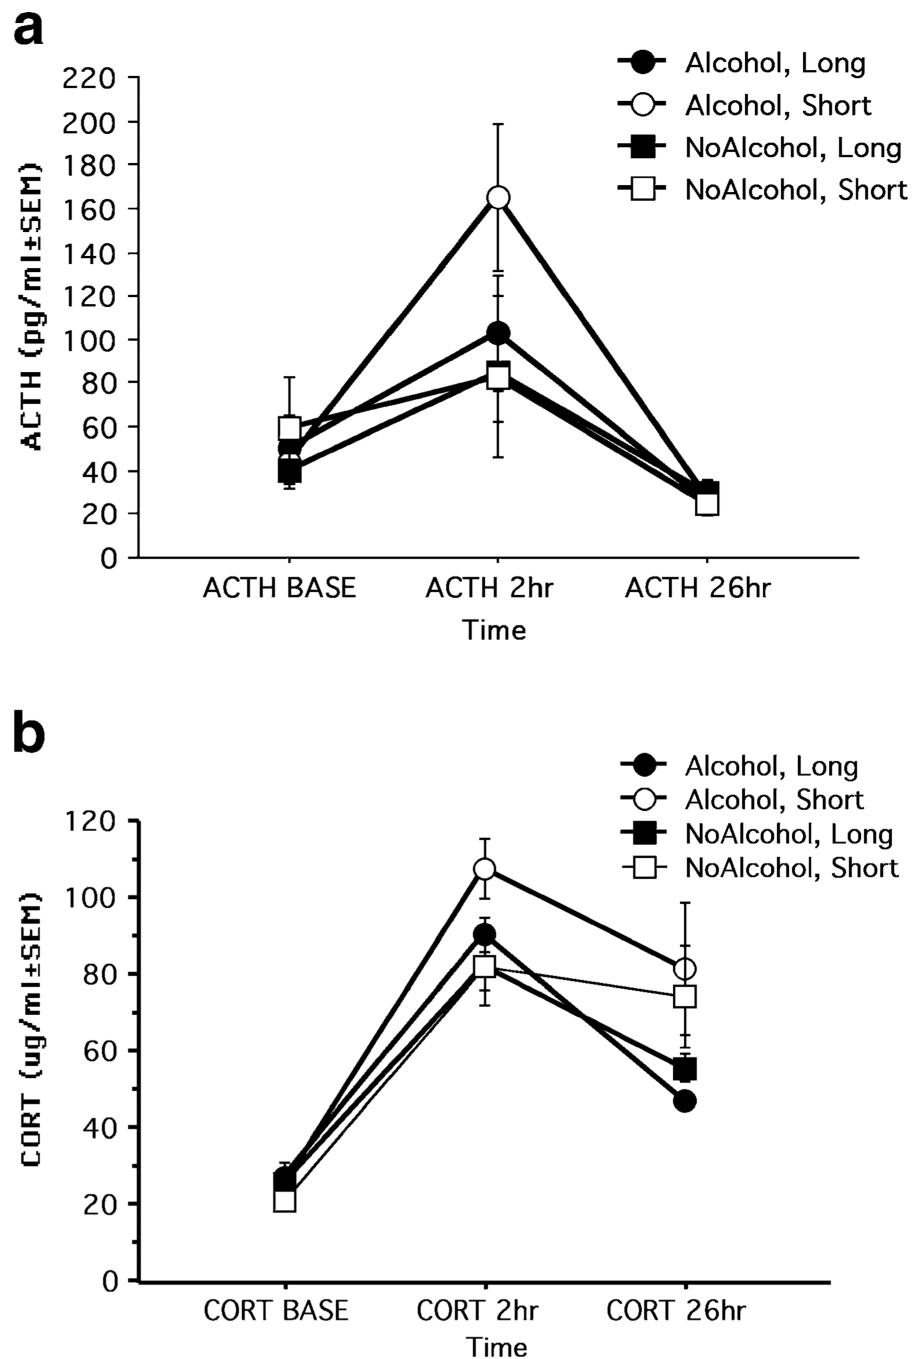 a
Alcohol, Long
Alcohol, Short
NoAlcohol, Long
NoAlcohol, Short
220
200
180
160
140
120
100
80
60
40
20
0
ACTH (pg/ml±SEM)
ACTH BASE ACTH 2hr ACTH 26hr
Time
b
Alcohol, Long
Alcohol, Short
NoAlcohol, Long
NoAlcohol, Short
120
100
80
60
40
20
0
CORT (ug/ml±SEM)
CORT BASE CORT 2hr CORT 26hr
Time